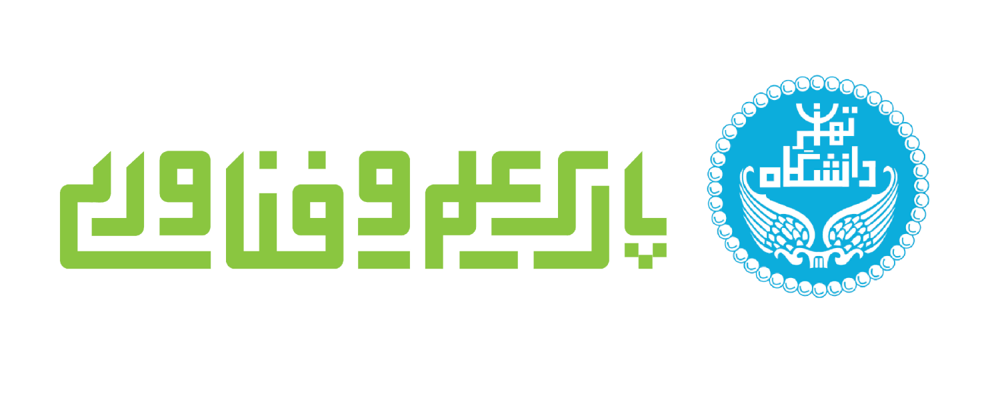 پارک علم و فناوری
دانشگاه
تهران